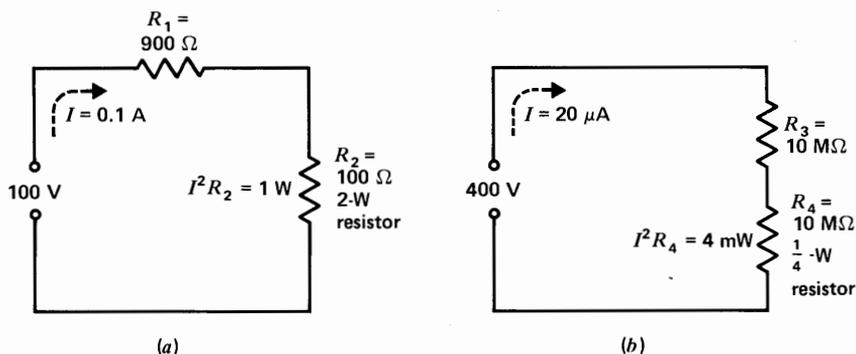 R₁ =
900 Ω
I = 0.1 A
100 V
I²R₂ = 1 W
R₂ =
100 Ω
2-W
resistor
(a)
I = 20 μA
400 V
R₃ =
10 MΩ
I²R₄ = 4 mW
R₄ =
10 MΩ
1/4 -W
resistor
(b)